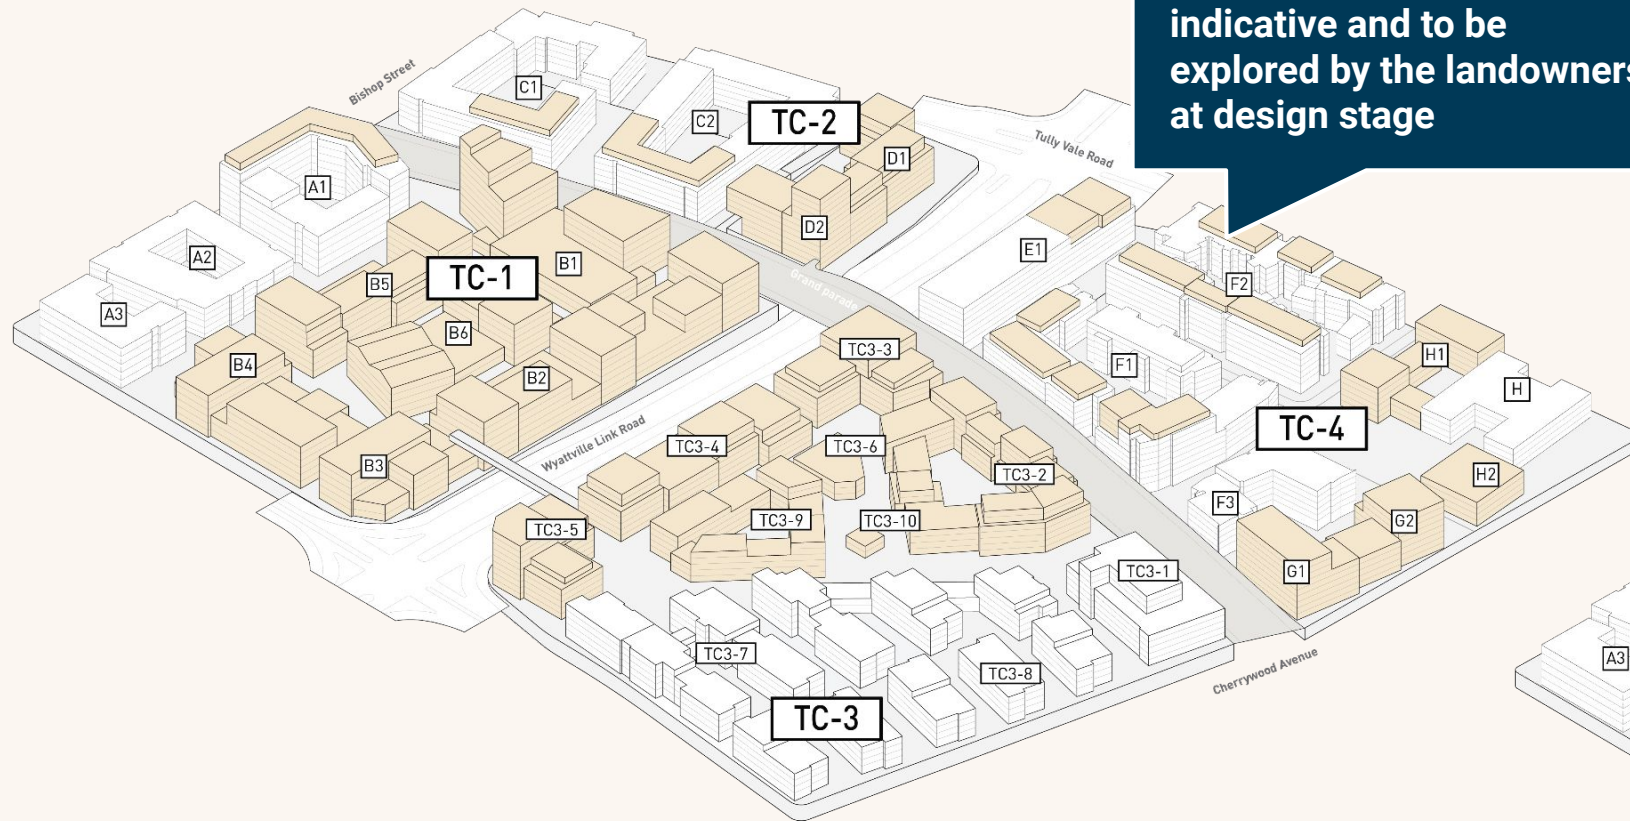 indicative and to be
explored by the landowners
at design stage
Bishop Street
C1
C2
TC-2
Tully Vale Road
D1
A1
D2
E1
A2
B1
TC-1
B5
Grand parade
F2
A3
B6
TC3-3
H1
F1
B4
B2
H
TC-4
Wyattville Link Road
TC3-4
TC3-6
B3
TC3-2
H2
F3
TC3-5
TC3-9
TC3-10
G2
TC3-1
G1
TC3-7
TC3-8
Cherrywood Avenue
A3
TC-3